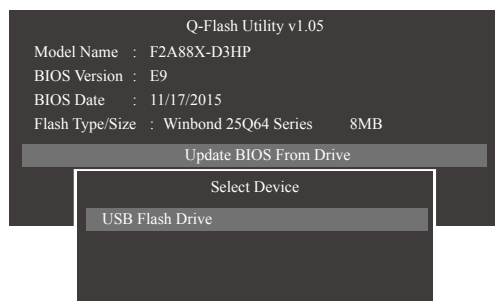 Q-Flash Utility v1.05
Model Name : F2A88X-D3HP
BIOS Version : E9
BIOS Date : 11/17/2015
Flash Type/Size : Winbond 25Q64 Series 8MB
Update BIOS From Drive
Select Device
USB Flash Drive